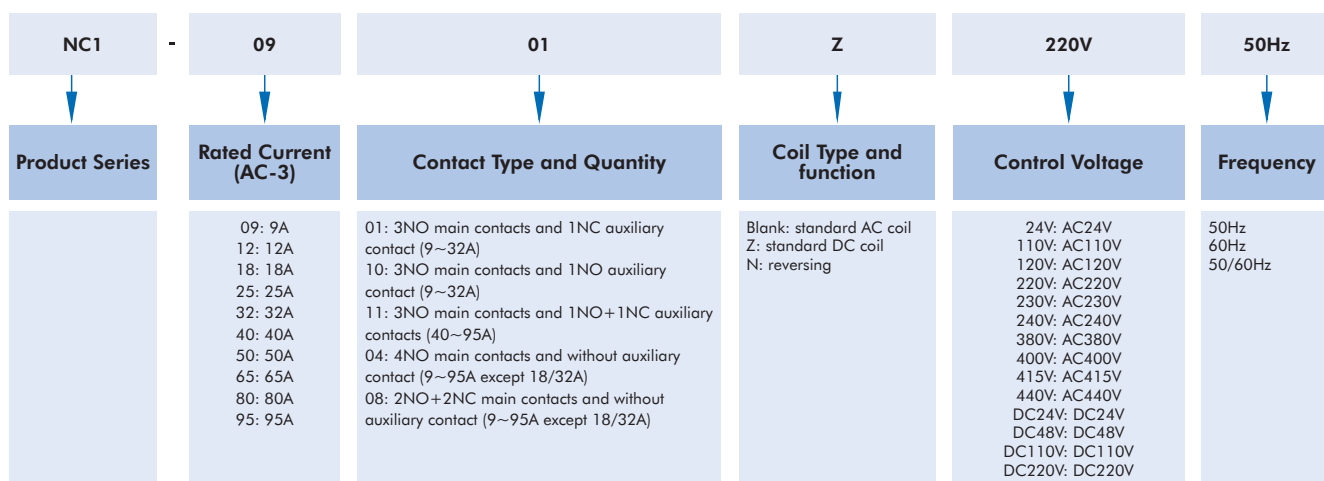 NC1 - 09 01 Z 220V 50Hz
Product Series
Rated Current
(AC-3)
Contact Type and Quantity
Coil Type and
function
Control Voltage
Frequency
09: 9A
12: 12A
18: 18A
25: 25A
32: 32A
40: 40A
50: 50A
65: 65A
80: 80A
95: 95A
01: 3NO main contacts and 1NC auxiliary
contact (9~32A)
10: 3NO main contacts and 1NO auxiliary
contact (9~32A)
11: 3NO main contacts and 1NO+1NC auxiliary
contacts (40~95A)
04: 4NO main contacts and without auxiliary
contact (9~95A except 18/32A)
08: 2NO+2NC main contacts and without
auxiliary contact (9~95A except 18/32A)
Blank: standard AC coil
Z: standard DC coil
N: reversing
24V: AC24V
110V: AC110V
120V: AC120V
220V: AC220V
230V: AC230V
240V: AC240V
380V: AC380V
400V: AC400V
415V: AC415V
440V: AC440V
DC24V: DC24V
DC48V: DC48V
DC110V: DC110V
DC220V: DC220V
50Hz
60Hz
50/60Hz